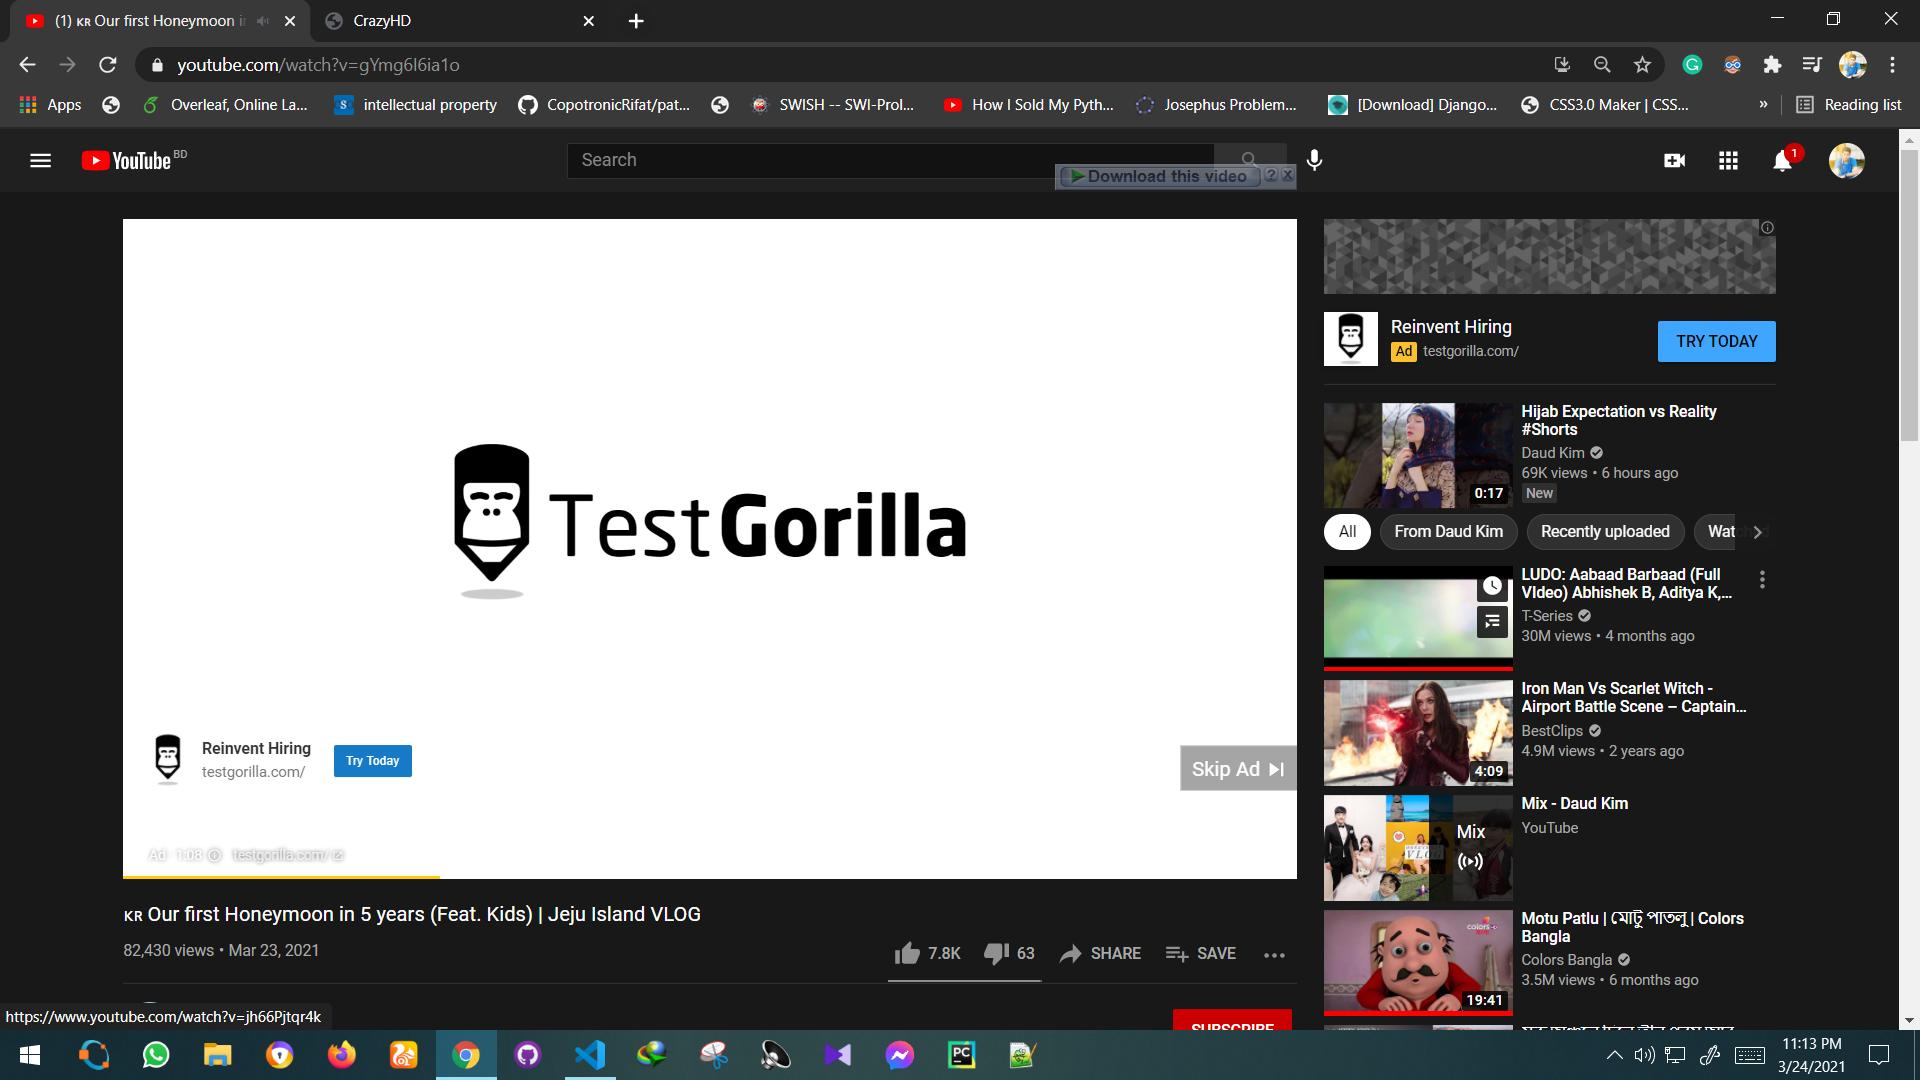 (1) ᴋʀ Our first Honeymoon i
CrazyHD
youtube.com/watch?v=gYmg6I6ia1o
Apps
Overleaf, Online La...
intellectual property
CopotronicRifat/pat...
SWISH -- SWI-Prol...
How I Sold My Pyth...
Josephus Problem...
[Download] Django...
CSS3.0 Maker | CSS...
»
Reading list
YouTube BD
Search
Download this video
1
TestGorilla
Reinvent Hiring
testgorilla.com/
Try Today
Skip Ad
Ad · 1:08 testgorilla.com/
ᴋʀ Our first Honeymoon in 5 years (Feat. Kids) | Jeju Island VLOG
82,430 views • Mar 23, 2021
7.8K
63
SHARE
SAVE
SUBSCRIBE
https://www.youtube.com/watch?v=jh66Pjtqr4k
Reinvent Hiring
Ad testgorilla.com/
TRY TODAY
0:17
Hijab Expectation vs Reality
#Shorts
Daud Kim
69K views • 6 hours ago
New
All
From Daud Kim
Recently uploaded
LUDO: Aabaad Barbaad (Full
VIdeo) Abhishek B, Aditya K,...
T-Series
30M views • 4 months ago
4:09
Iron Man Vs Scarlet Witch -
Airport Battle Scene – Captain...
BestClips
4.9M views • 2 years ago
Mix
Mix - Daud Kim
YouTube
colors
19:41
Motu Patlu | মোটু পাতলু | Colors
Bangla
Colors Bangla
3.5M views • 6 months ago
PC
11:13 PM
3/24/2021